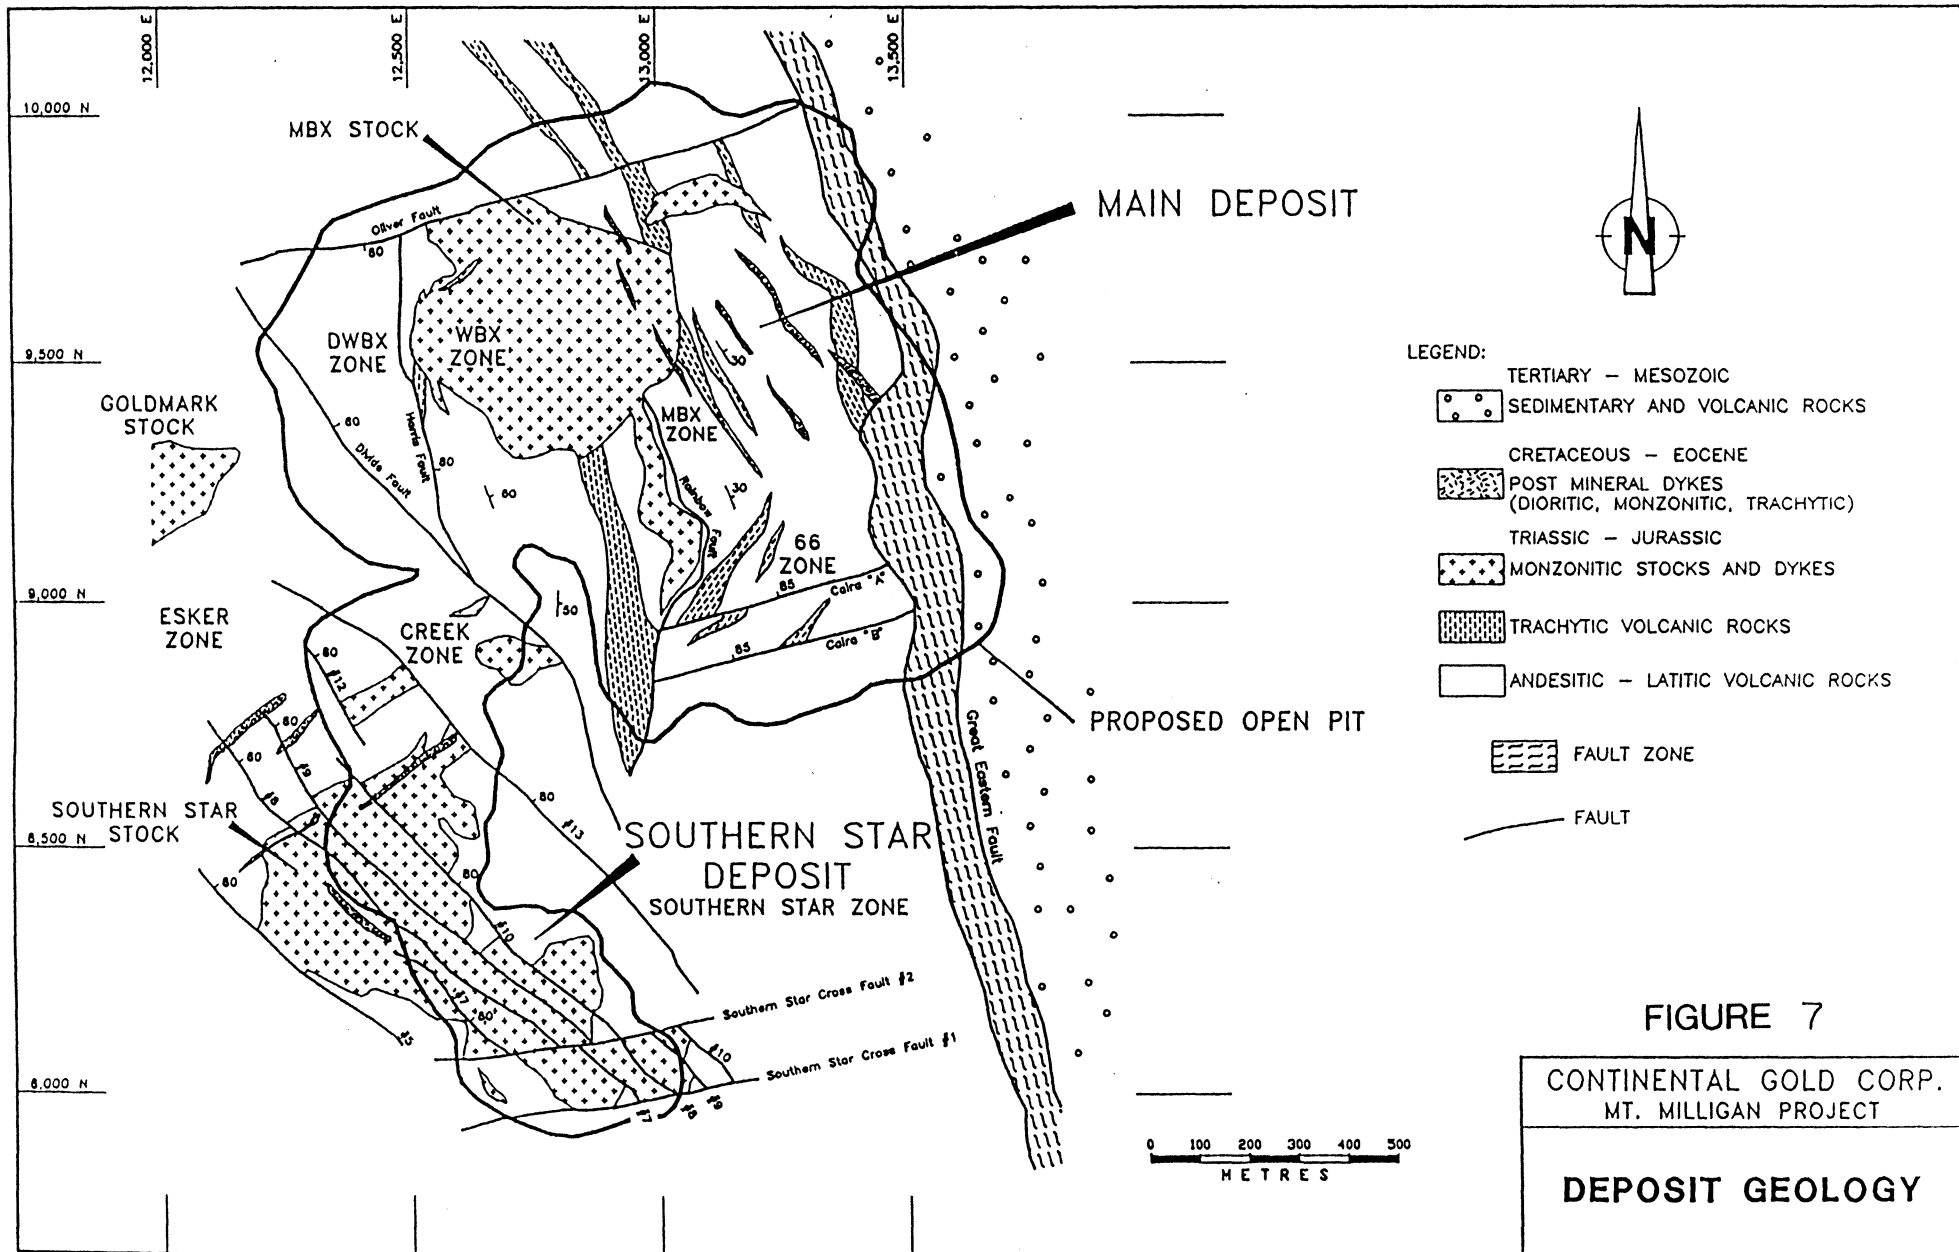 12,000 E
12,500 E
13,000 E
13,500 E
10,000 N
MBX STOCK
MAIN DEPOSIT
N
Oliver Fault
80
DWBX
ZONE
WBX
ZONE
30
9,500 N
GOLDMARK
STOCK
MBX
ZONE
60
Divide Fault
Harris Fault
80
60
Rainbow Fault
30
66
ZONE
85
Caira "A"
9,000 N
ESKER
ZONE
CREEK
ZONE
50
85
Caira "B"
80
#12
PROPOSED OPEN PIT
Great Eastern Fault
80
60
#9
#8
SOUTHERN STAR
STOCK
80
#13
8,500 N
SOUTHERN STAR
DEPOSIT
SOUTHERN STAR ZONE
60
80
#10
#7
80
#5
Southern Star Cross Fault #2
#10
Southern Star Cross Fault #1
8,000 N
#7
#8
#9
LEGEND:
TERTIARY – MESOZOIC
SEDIMENTARY AND VOLCANIC ROCKS
CRETACEOUS – EOCENE
POST MINERAL DYKES
(DIORITIC, MONZONITIC, TRACHYTIC)
TRIASSIC – JURASSIC
MONZONITIC STOCKS AND DYKES
TRACHYTIC VOLCANIC ROCKS
ANDESITIC – LATITIC VOLCANIC ROCKS
FAULT ZONE
FAULT
0 100 200 300 400 500
METRES
FIGURE 7
CONTINENTAL GOLD CORP.
MT. MILLIGAN PROJECT
DEPOSIT GEOLOGY